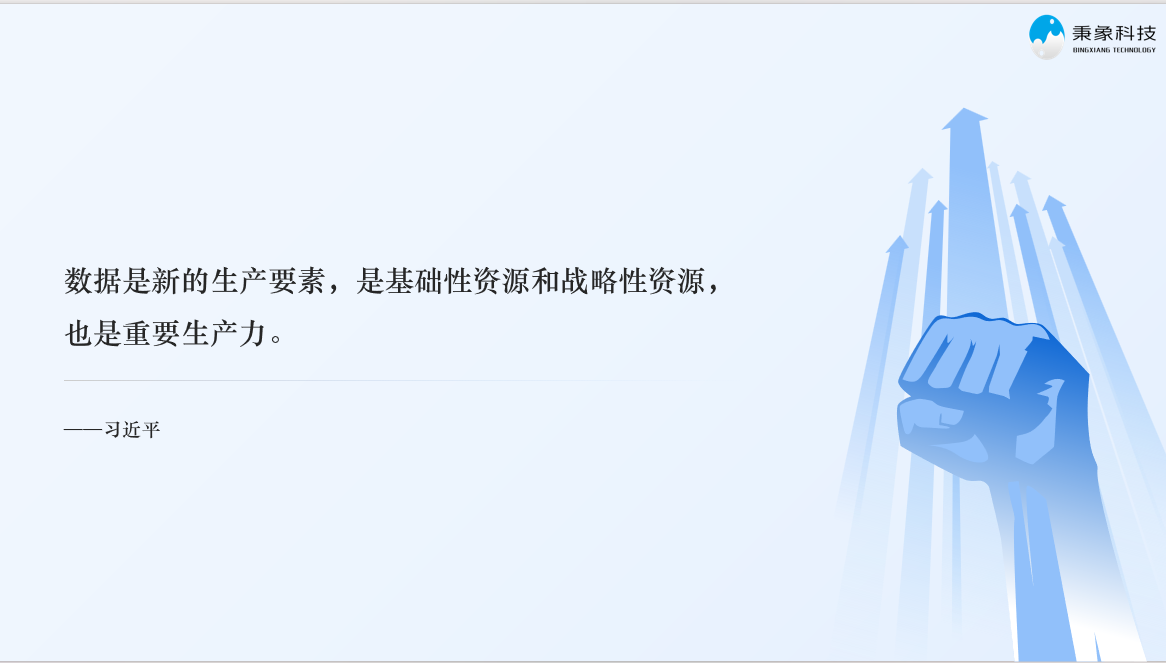 秉象科技
BINGXIANG TECHNOLOGY
数据是新的生产要素，是基础性资源和战略性资源，
也是重要生产力。
——习近平